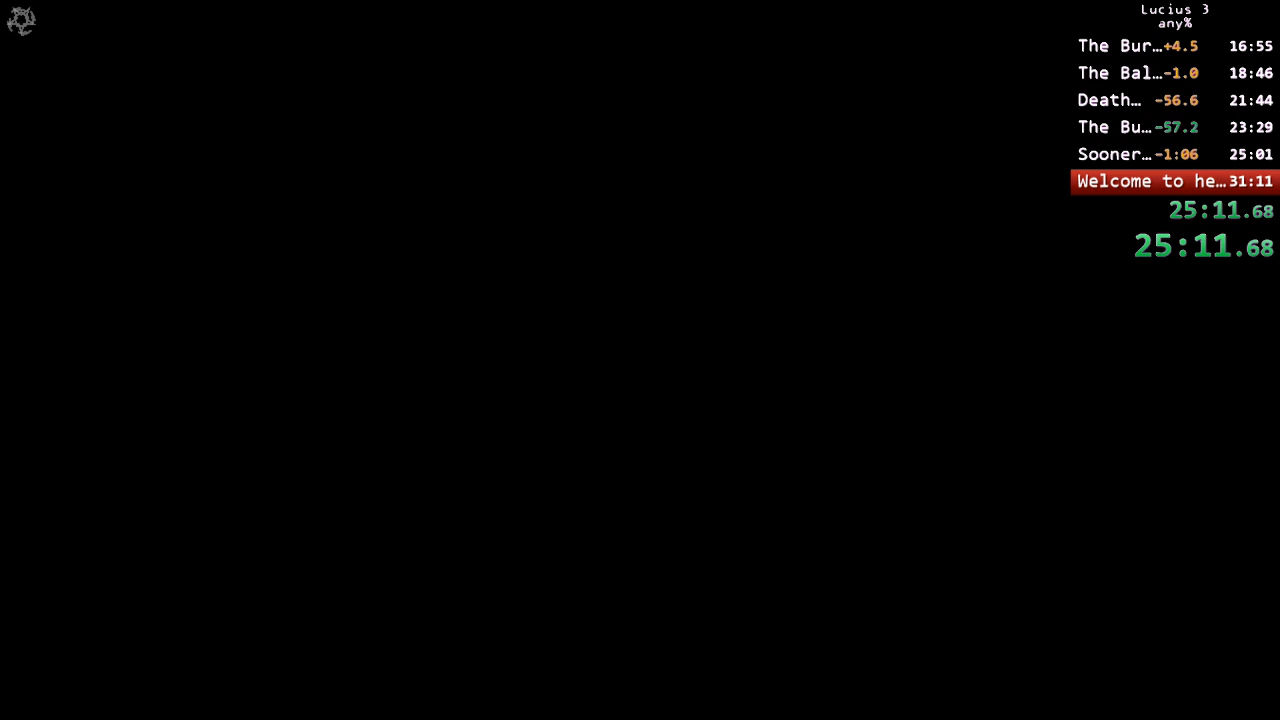 Lucius 3
any%
The Bur…+4.5 16:55
The Bal…-1.0 18:46
Death… -56.6 21:44
The Bu…-57.2 23:29
Sooner…-1:06 25:01
Welcome to he…31:11
25:11.68
25:11.68